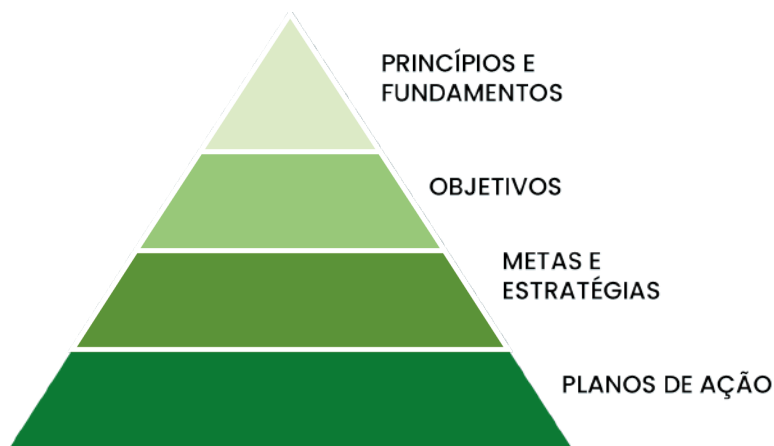 PRINCÍPIOS E
FUNDAMENTOS
OBJETIVOS
METAS E
ESTRATÉGIAS
PLANOS DE AÇÃO